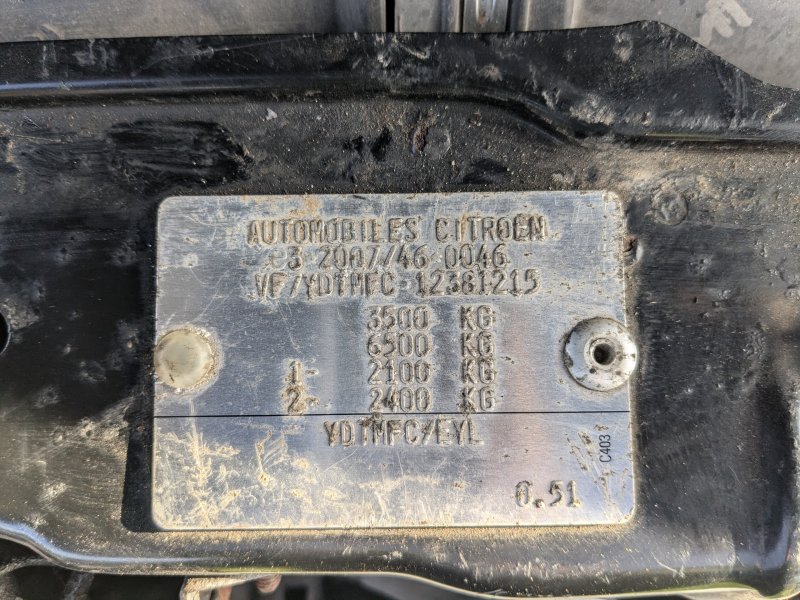 AUTOMOBILES CITROËN
e3 2007/46 0046
VF7YDTMFC 12381215
3500 KG
6500 KG
1- 2100 KG
2- 2400 KG
YDTMFC/EYL
C403
0.51